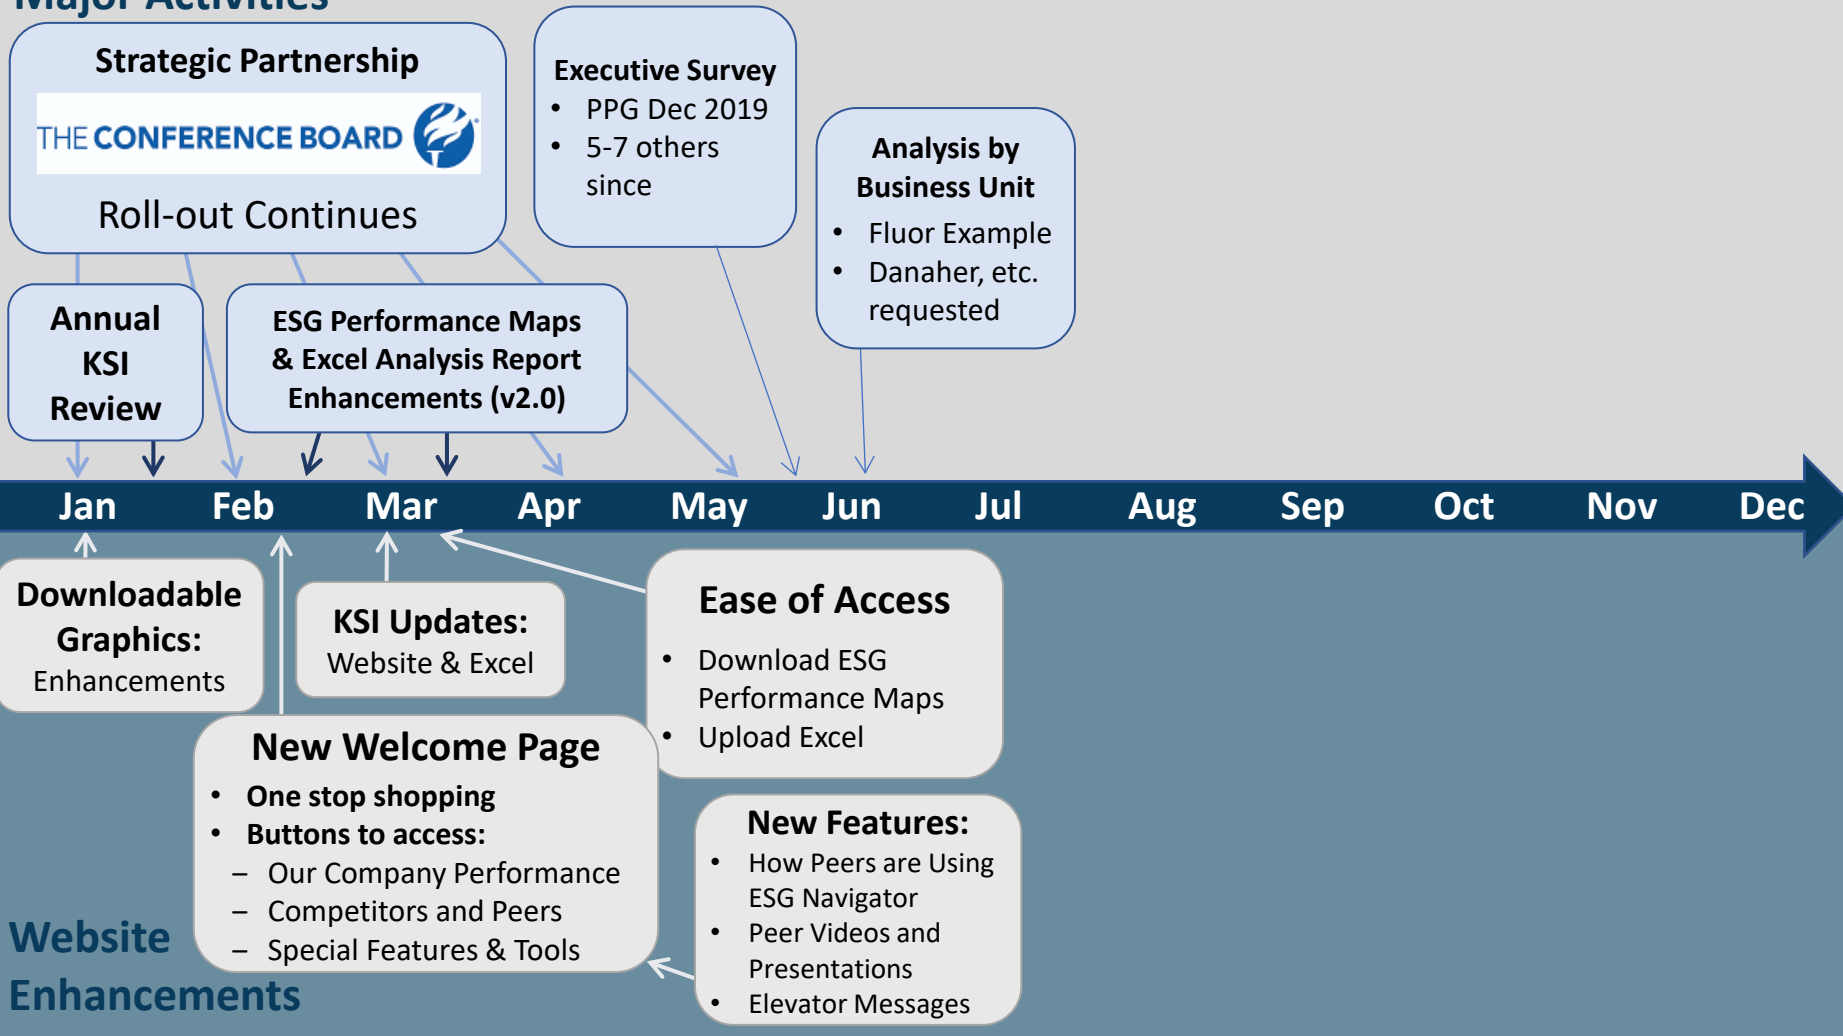 Major Activities
Strategic Partnership
THE CONFERENCE BOARD
Roll-out Continues
Executive Survey
• PPG Dec 2019
• 5-7 others
since
Analysis by
Business Unit
• Fluor Example
• Danaher, etc.
requested
Annual
KSI
Review
ESG Performance Maps
& Excel Analysis Report
Enhancements (v2.0)
Jan Feb Mar Apr May Jun Jul Aug Sep Oct Nov Dec
Downloadable
Graphics:
Enhancements
KSI Updates:
Website & Excel
Ease of Access
• Download ESG
Performance Maps
• Upload Excel
New Welcome Page
• One stop shopping
• Buttons to access:
– Our Company Performance
– Competitors and Peers
– Special Features & Tools
New Features:
• How Peers are Using
ESG Navigator
• Peer Videos and
Presentations
• Elevator Messages
Website
Enhancements